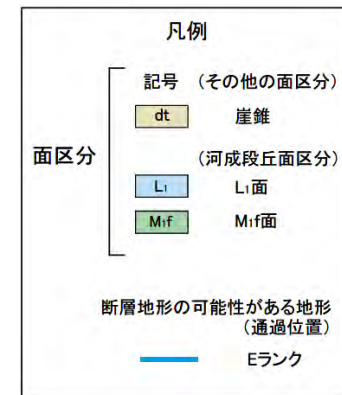 凡例
記号 (その他の面区分)
dt 崖錐
面区分
(河成段丘面区分)
L1 L1面
M1f M1f面
断層地形の可能性がある地形
(通過位置)
Eランク